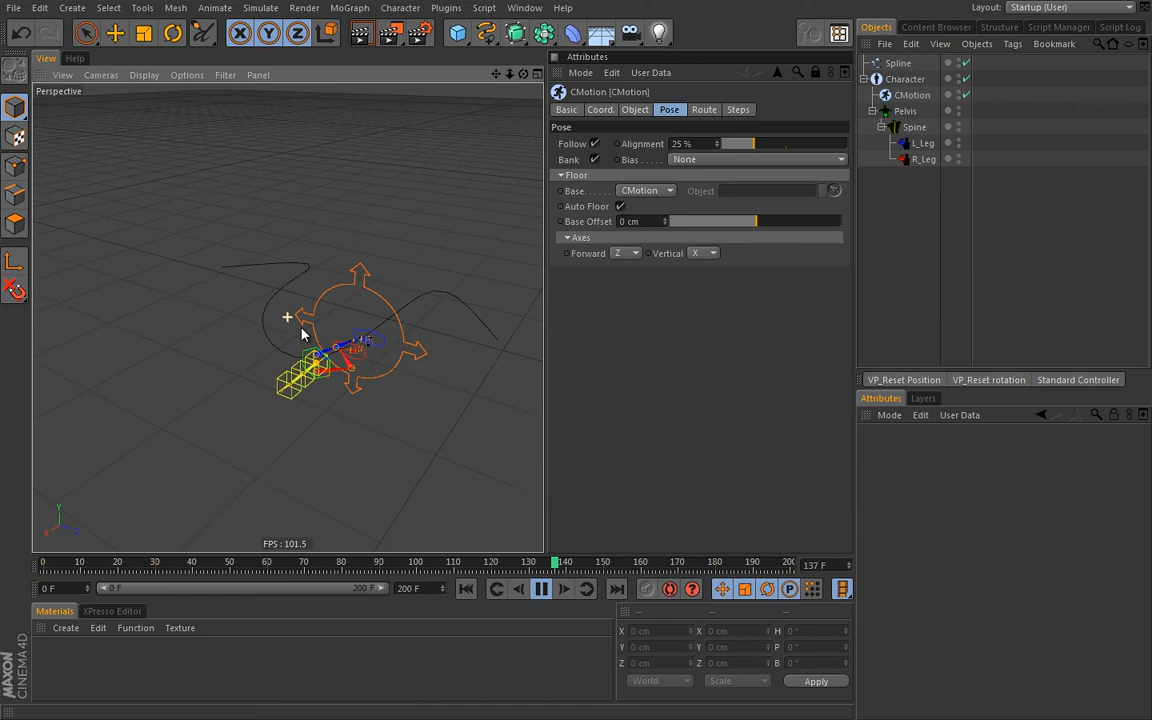 File Edit Create Select Tools Mesh Animate Simulate Render MoGraph Character Plugins Script Window Help Layout: Startup (User)
X Y Z
Objects Content Browser Structure Script Manager Script Log
File Edit View Objects Tags Bookmark
View Help
View Cameras Display Options Filter Panel
Perspective
Attributes
Mode Edit User Data
CMotion [CMotion]
Basic Coord. Object Pose Route Steps
Pose
Follow Alignment 25 %
Bank Bias . . . . . None
Floor
Base. . . . . . CMotion Object
Auto Floor
Base Offset 0 cm
Axes
Forward Z Vertical X
Spline
Character
CMotion
Pelvis
Spine
L_Leg
R_Leg
VP_Reset Position VP_Reset rotation Standard Controller
Attributes Layers
Mode Edit User Data
Y
X
FPS : 101.5
0 10 20 30 40 50 60 70 80 90 100 110 120 130 140 150 160 170 180 190 200 137 F
0 F 0 F 200 F 200 F
P
Materials XPresso Editor
Create Edit Function Texture
-- -- --
X 0 cm X 0 cm H 0 °
Y 0 cm Y 0 cm P 0 °
Z 0 cm Z 0 cm B 0 °
World Scale Apply
MAXON
CINEMA 4D